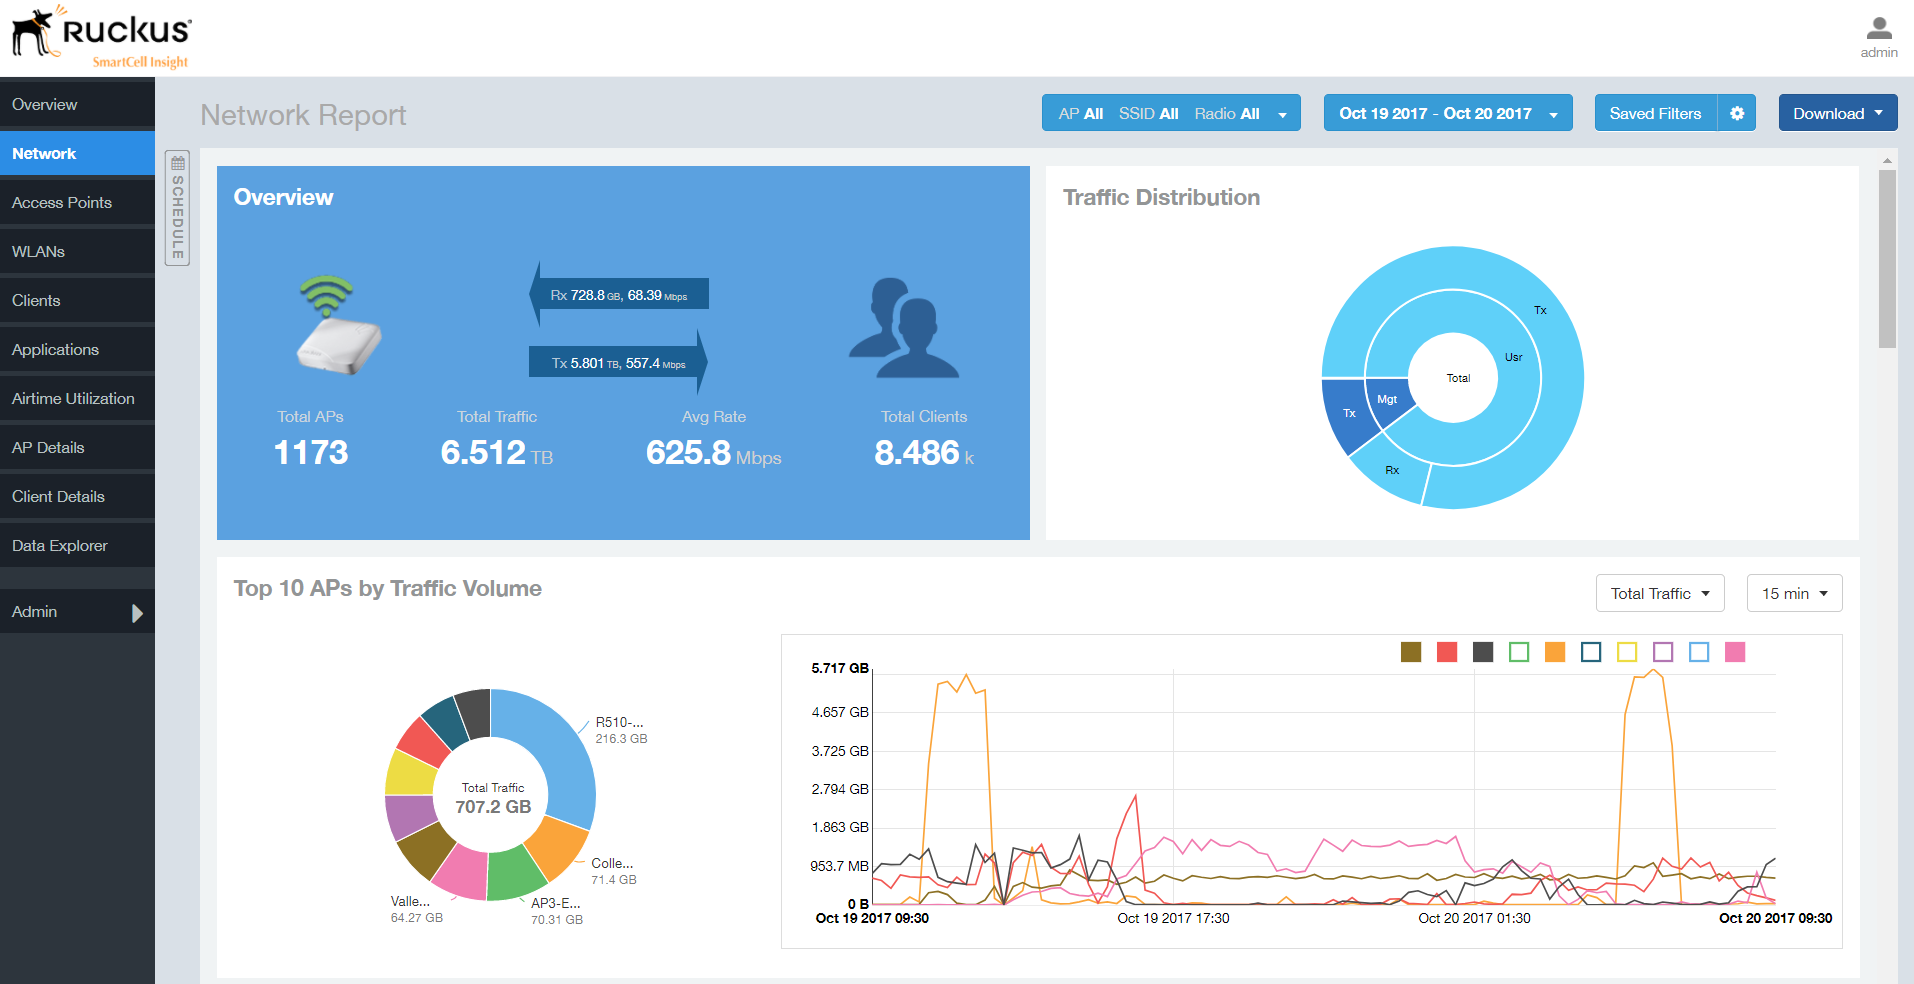 RUCKUS
SmartCell Insight
admin
Overview
Network
Access Points
WLANs
Clients
Applications
Airtime Utilization
AP Details
Client Details
Data Explorer
Admin
SCHEDULE
Network Report
AP All SSID All Radio All
Oct 19 2017 - Oct 20 2017
Saved Filters
Download
Overview
Rx 728.8 GB, 68.39 Mbps
Tx 5.801 TB, 557.4 Mbps
Total APs
1173
Total Traffic
6.512 TB
Avg Rate
625.8 Mbps
Total Clients
8.486 k
Traffic Distribution
Tx
Usr
Total
Mgt
Tx
Rx
Top 10 APs by Traffic Volume
Total Traffic
15 min
R510-...
216.3 GB
Total Traffic
707.2 GB
Colle...
71.4 GB
Valle...
64.27 GB
AP3-E...
70.31 GB
5.717 GB
4.657 GB
3.725 GB
2.794 GB
1.863 GB
953.7 MB
0 B
Oct 19 2017 09:30
Oct 19 2017 17:30
Oct 20 2017 01:30
Oct 20 2017 09:30